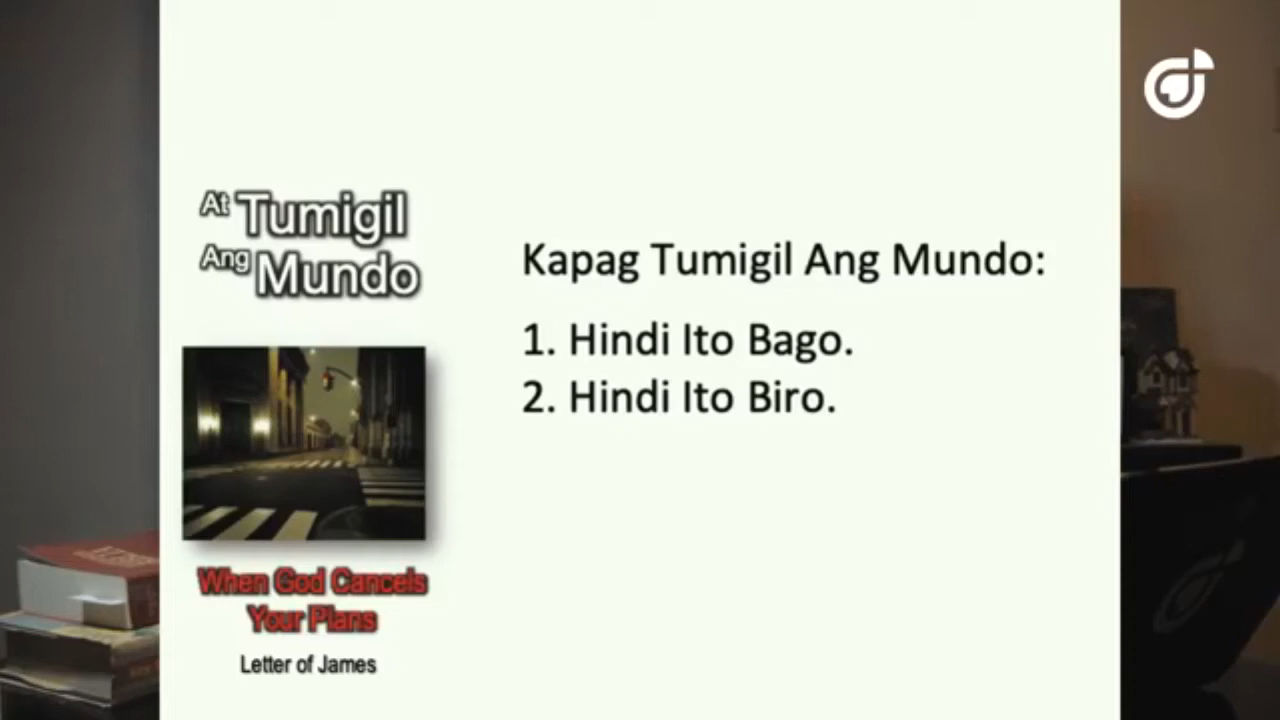 At Tumigil
Ang Mundo
When God Cancels
Your Plans
Letter of James
Kapag Tumigil Ang Mundo:
1. Hindi Ito Bago.
2. Hindi Ito Biro.